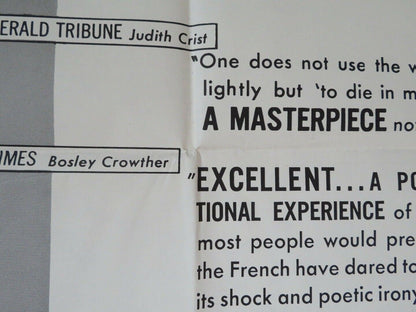 ERALD TRIBUNE Judith Crist
"One does not use the w
lightly but 'to die in m
A MASTERPIECE no
IMES Bosley Crowther
"EXCELLENT...A PO
TIONAL EXPERIENCE of
most people would pre
the French have dared to
its shock and poetic irony